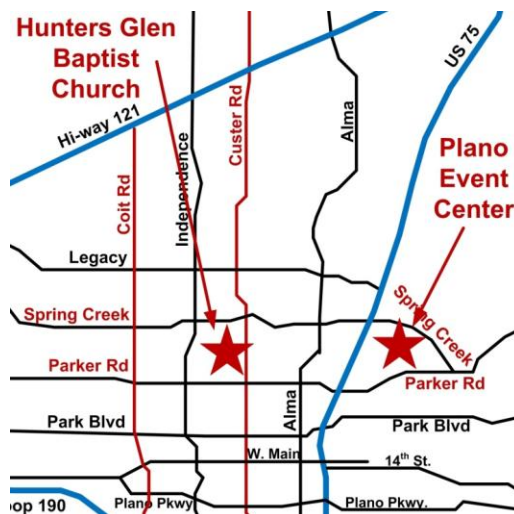 Hunters Glen
Baptist
Church
US 75
Hi-way 121
Custer Rd
Alma
Plano
Event
Center
Independence
Coit Rd
Legacy
Spring Creek
Spring Creek
Parker Rd
Parker Rd
Alma
Park Blvd
Park Blvd
W. Main
14th St.
oop 190
Plano Pkwy
Plano Pkwy.